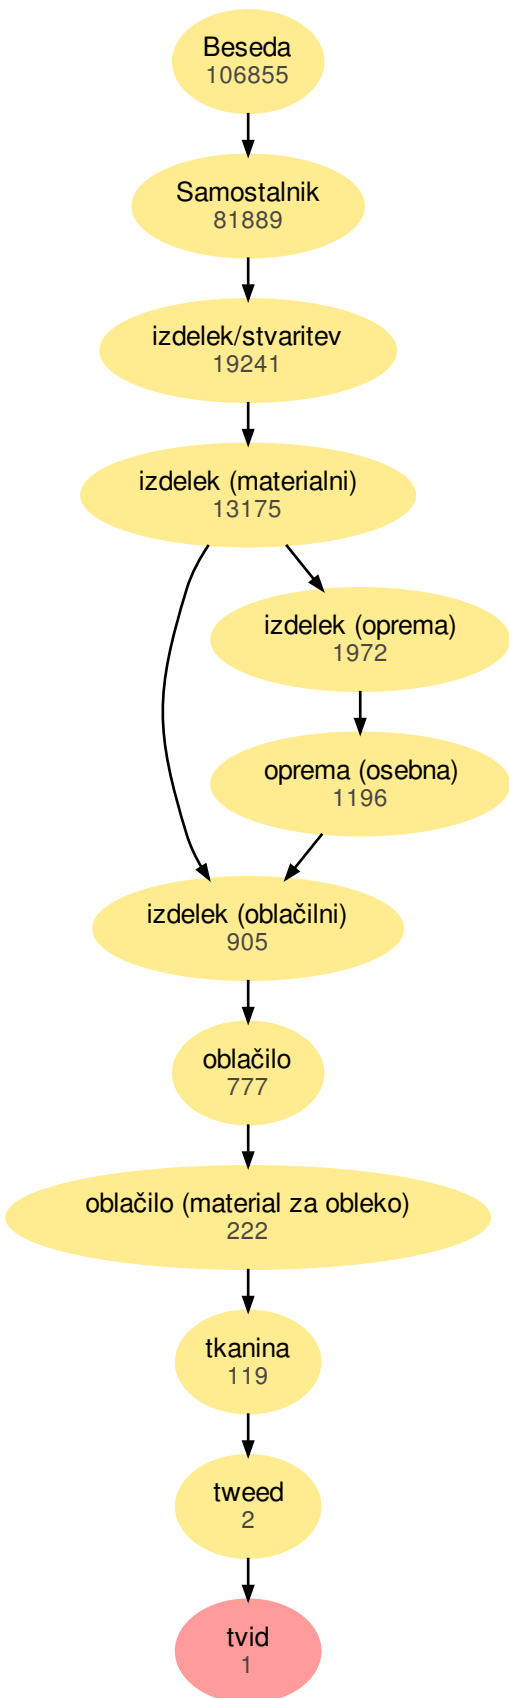 Beseda
106855
Samostalnik
81889
izdelek/stvaritev
19241
izdelek (materialni)
13175
izdelek (oprema)
1972
oprema (osebna)
1196
izdelek (oblačilni)
905
oblačilo
777
oblačilo (material za obleko)
222
tkanina
119
tweed
2
tvid
1